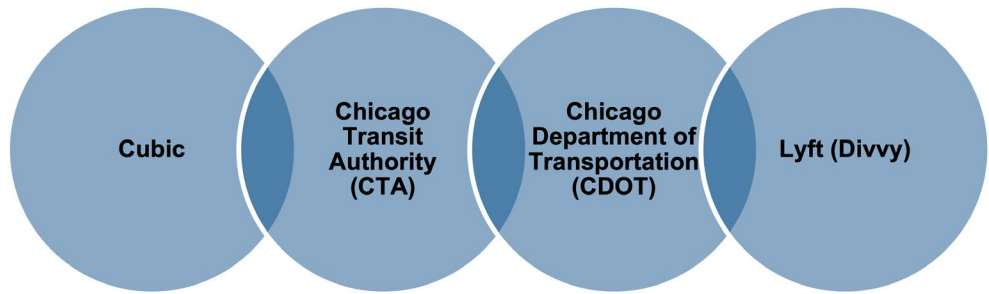 Cubic
Chicago
Transit
Authority
(CTA)
Chicago
Department of
Transportation
(CDOT)
Lyft (Divvy)